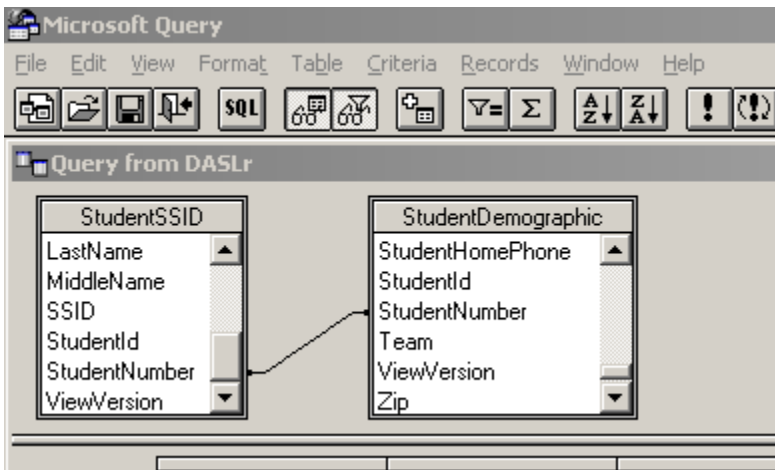 Microsoft Query
File Edit View Format Table Criteria Records Window Help
SQL
Query from DASLr
StudentSSID
LastName
MiddleName
SSID
StudentId
StudentNumber
ViewVersion
StudentDemographic
StudentHomePhone
StudentId
StudentNumber
Team
ViewVersion
Zip